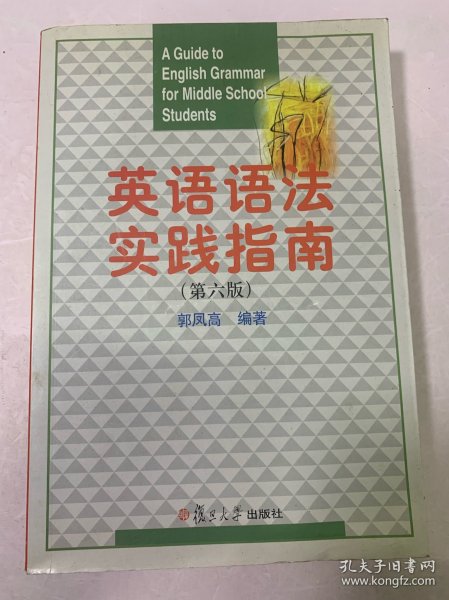 A Guide to
English Grammar
for Middle School
Students
英语语法
实践指南
(第六版)
郭凤高 编著
復旦大学出版社
孔夫子旧书网
www.kongfz.com